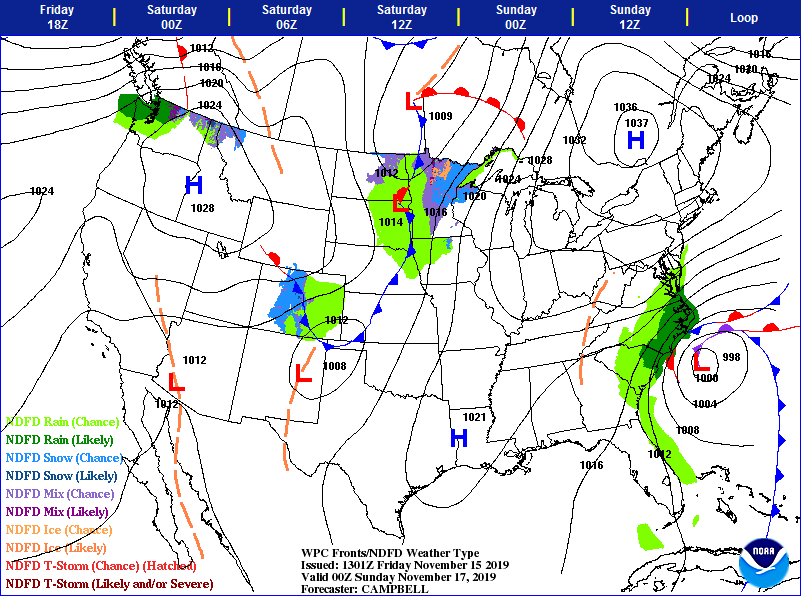 Friday Saturday Saturday Saturday Sunday Sunday Loop
18Z 00Z 06Z 12Z 00Z 12Z
1012
1016
1020
1024
1016
1020
1024
1009
1036
1037
H
1032
1028
1024
1020
1012
1016
1014
L
L
1024
H
1028
1012
1008
L
1012
L
1012
998
L
1000
1004
1008
1012
1021
H
1016
NDFD Rain (Chance)
NDFD Rain (Likely)
NDFD Snow (Chance)
NDFD Snow (Likely)
NDFD Mix (Chance)
NDFD Mix (Likely)
NDFD Ice (Chance)
NDFD Ice (Likely)
NDFD T-Storm (Chance) (Hatched)
NDFD T-Storm (Likely and/or Severe)
WPC Fronts/NDFD Weather Type
Issued: 1301Z Friday November 15 2019
Valid 00Z Sunday November 17, 2019
Forecaster: CAMPBELL
NOAA